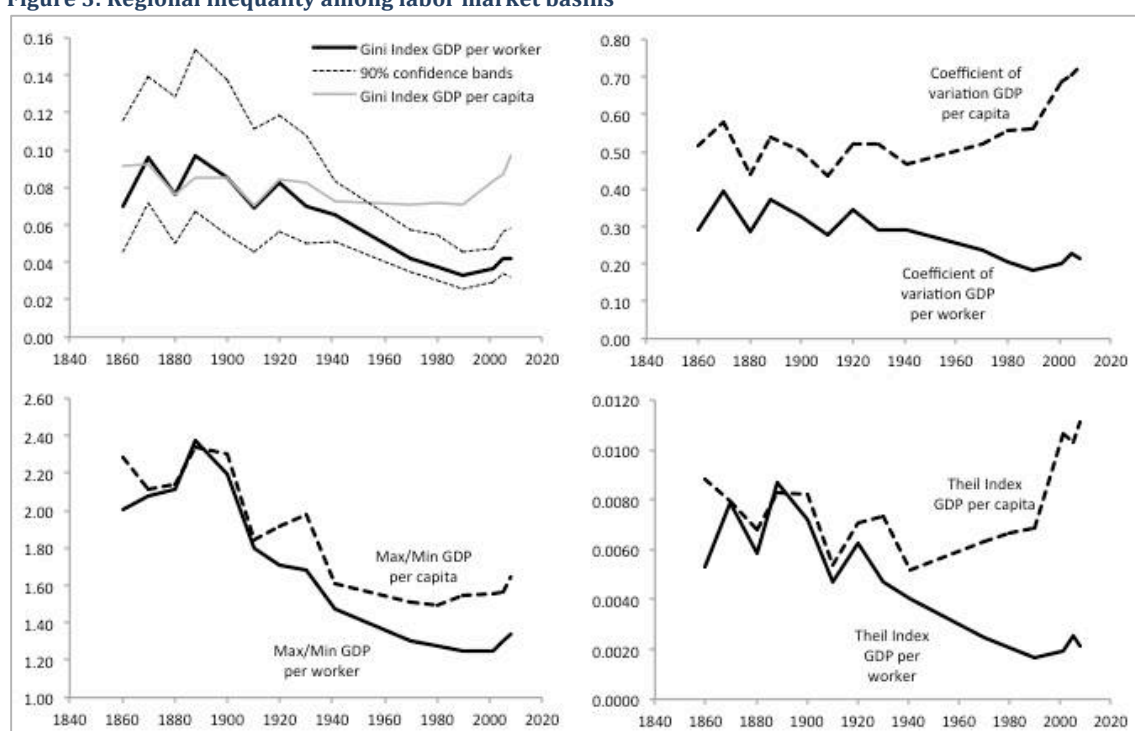 Figure 3. Regional inequality among labor market basins
0.16
0.14
0.12
0.10
0.08
0.06
0.04
0.02
0.00
1840 1860 1880 1900 1920 1940 1960 1980 2000 2020
Gini Index GDP per worker
90% confidence bands
Gini Index GDP per capita
0.80
0.70
0.60
0.50
0.40
0.30
0.20
0.10
0.00
1840 1860 1880 1900 1920 1940 1960 1980 2000 2020
Coefficient of
variation GDP
per capita
Coefficient of
variation GDP
per worker
2.60
2.40
2.20
2.00
1.80
1.60
1.40
1.20
1.00
1840 1860 1880 1900 1920 1940 1960 1980 2000 2020
Max/Min GDP
per capita
Max/Min GDP
per worker
0.0120
0.0100
0.0080
0.0060
0.0040
0.0020
0.0000
1840 1860 1880 1900 1920 1940 1960 1980 2000 2020
Theil Index
GDP per capita
Theil Index
GDP per
worker